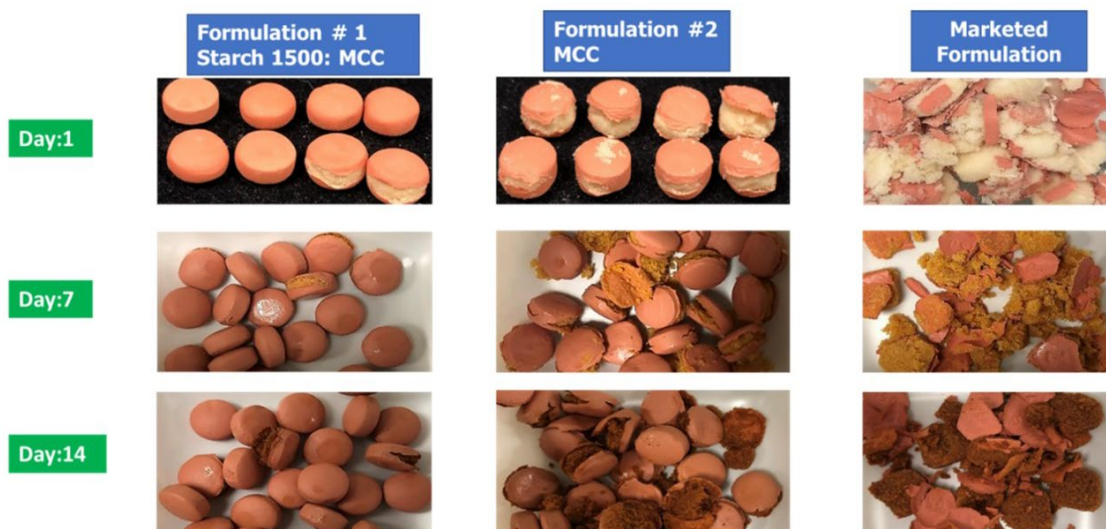 Formulation # 1
Starch 1500: MCC
Formulation #2
MCC
Marketed
Formulation
Day:1
Day:7
Day:14